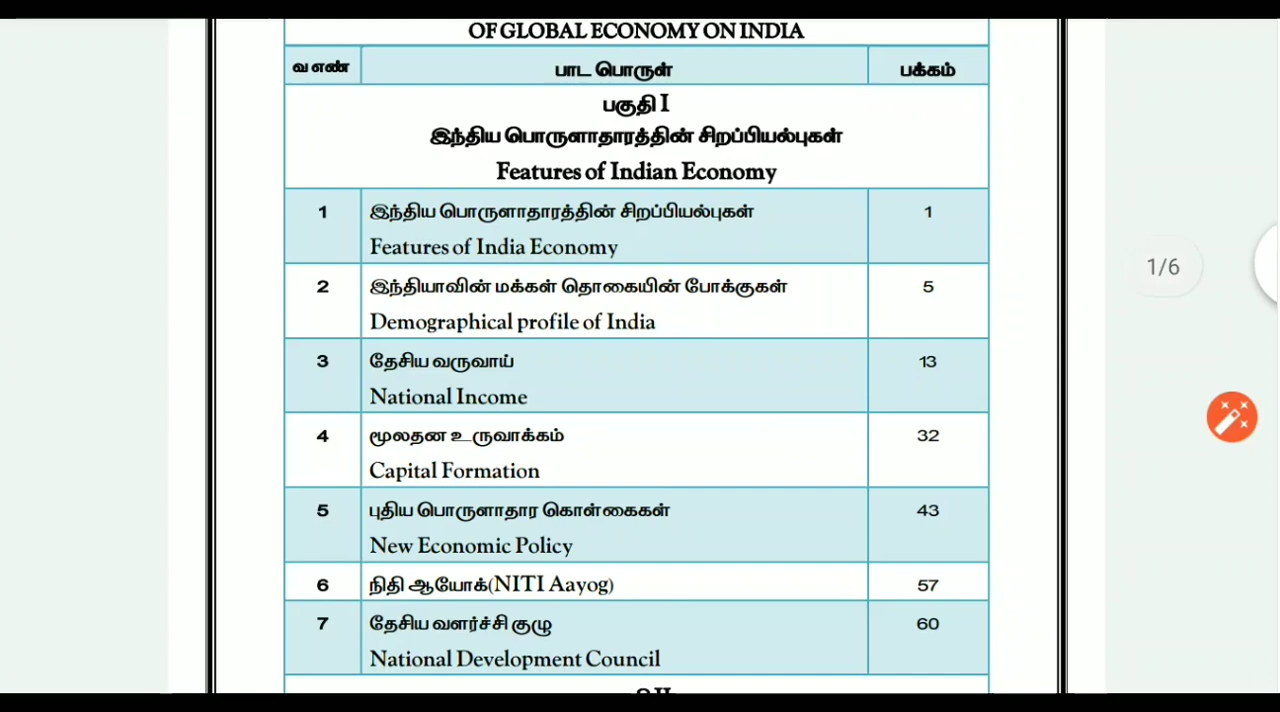 OF GLOBAL ECONOMY ON INDIA
வ எண் பாட பொருள் பக்கம்
பகுதி I
இந்திய பொருளாதாரத்தின் சிறப்பியல்புகள்
Features of Indian Economy
1 இந்திய பொருளாதாரத்தின் சிறப்பியல்புகள் 1
Features of India Economy
2 இந்தியாவின் மக்கள் தொகையின் போக்குகள் 5
Demographical profile of India
3 தேசிய வருவாய் 13
National Income
4 மூலதன உருவாக்கம் 32
Capital Formation
5 புதிய பொருளாதார கொள்கைகள் 43
New Economic Policy
6 நிதி ஆயோக்(NITI Aayog) 57
7 தேசிய வளர்ச்சி குழு 60
National Development Council
1/6